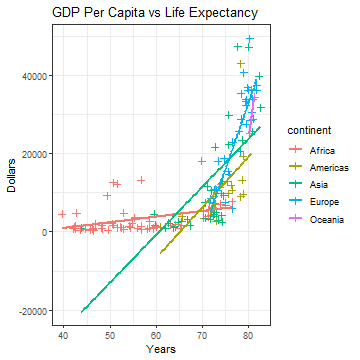 GDP Per Capita vs Life Expectancy
Dollars
40000
20000
0
-20000
40 50 60 70 80
Years
continent
Africa
Americas
Asia
Europe
Oceania